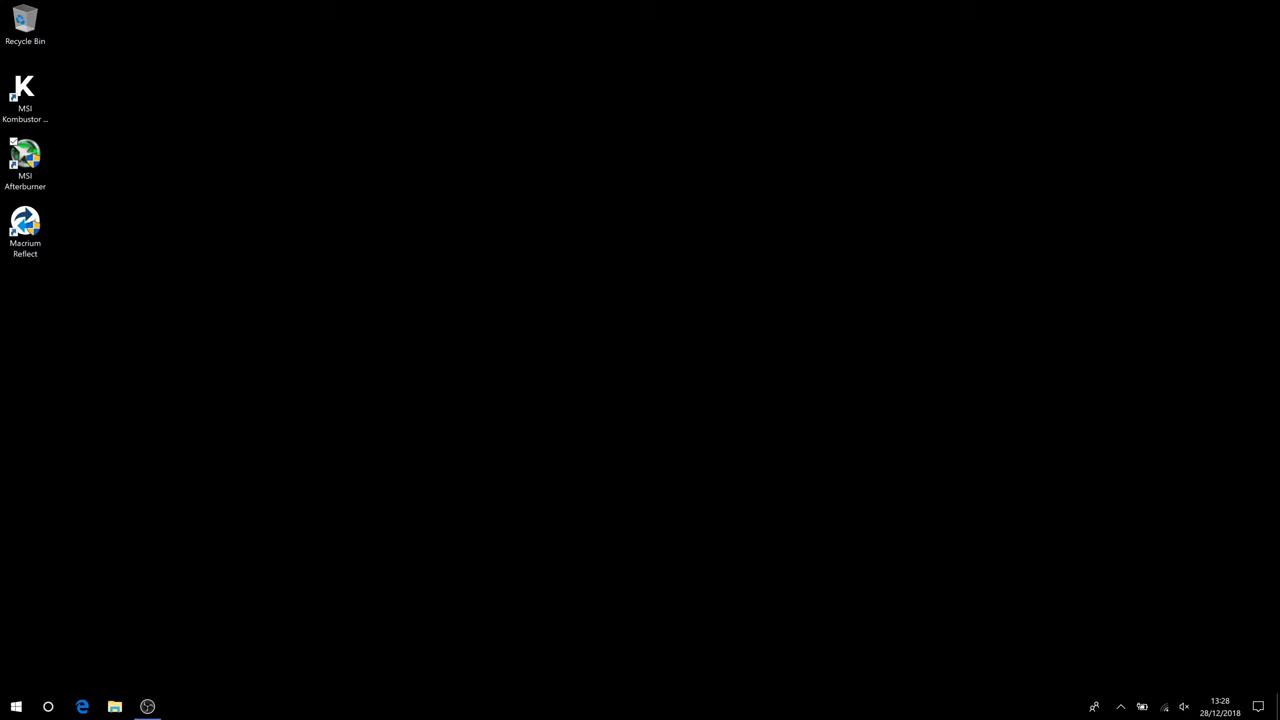 Recycle Bin
K
MSI
Kombustor ...
MSI
Afterburner
Macrium
Reflect
13:28
28/12/2018